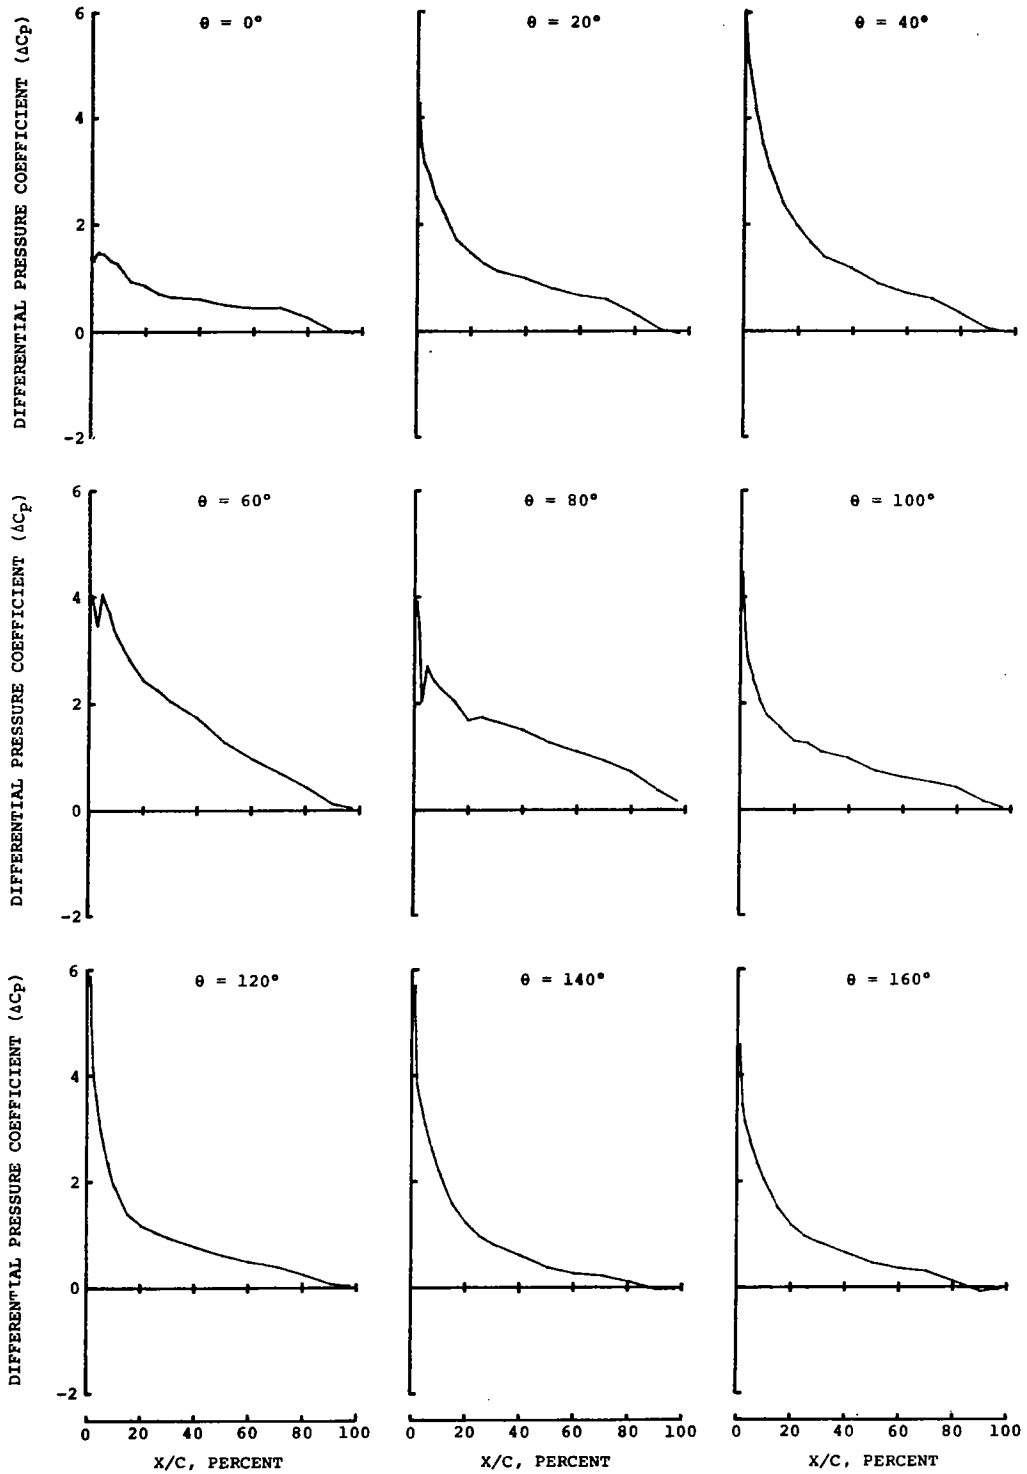 DIFFERENTIAL PRESSURE COEFFICIENT (ΔCp)
6
4
2
0
-2
θ = 0°
θ = 20°
θ = 40°
DIFFERENTIAL PRESSURE COEFFICIENT (ΔCp)
6
4
2
0
-2
θ = 60°
θ = 80°
θ = 100°
DIFFERENTIAL PRESSURE COEFFICIENT (ΔCp)
6
4
2
0
-2
θ = 120°
θ = 140°
θ = 160°
0 20 40 60 80 100
0 20 40 60 80 100
0 20 40 60 80 100
X/C, PERCENT
X/C, PERCENT
X/C, PERCENT